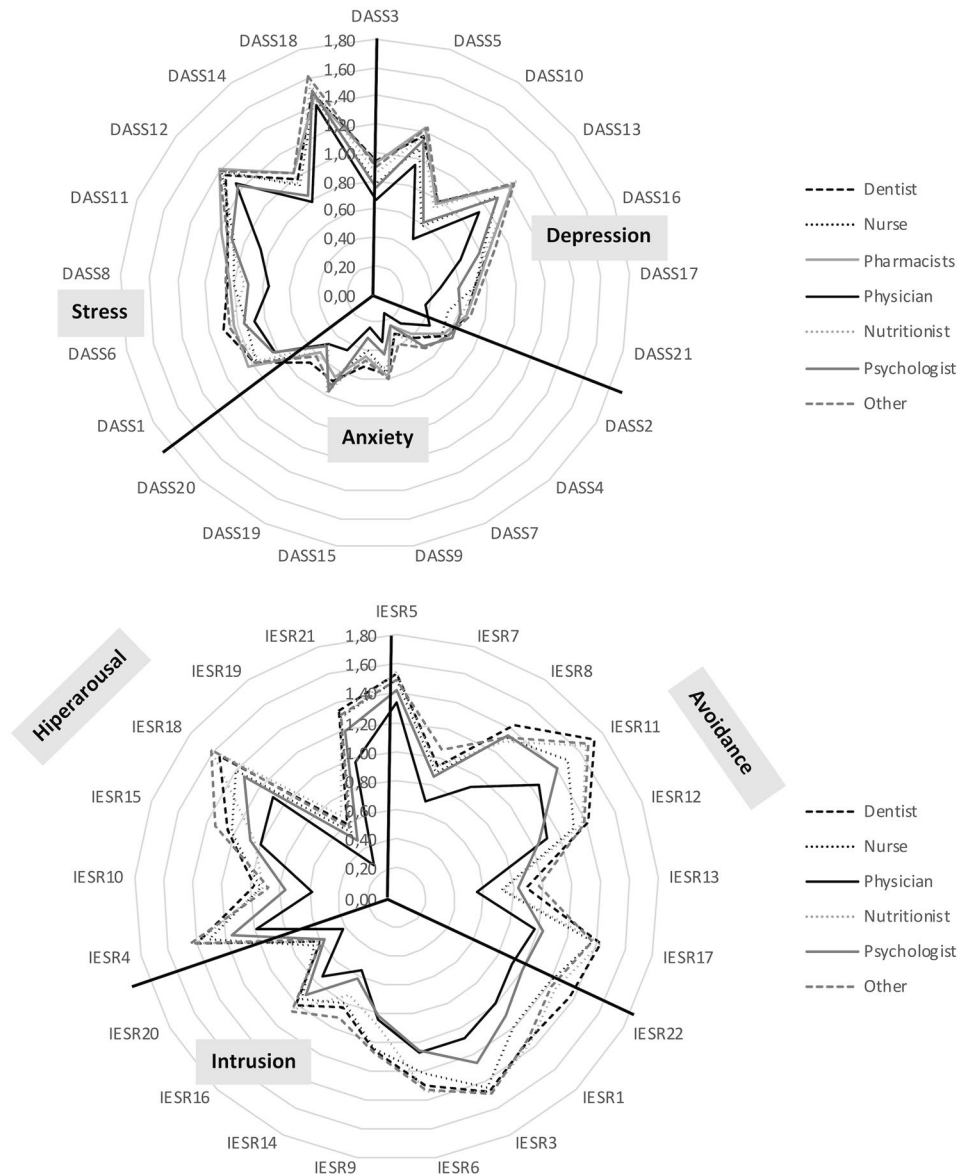 DASS3
DASS18
1,80
DASS5
1,60
DASS14
DASS10
1,40
DASS12
1,20
DASS13
1,00
DASS11
0,80
DASS16
0,60
Depression
0,40
DASS8
0,20
DASS17
0,00
Stress
DASS6
DASS21
DASS1
Anxiety
DASS2
DASS20
DASS4
DASS19
DASS7
DASS15
DASS9
Dentist
Nurse
Pharmacists
Physician
Nutritionist
Psychologist
Other
IESR5
IESR21
1,80
IESR7
1,60
IESR19
IESR8
Hiperarousal
1,40
IESR18
1,20
IESR11
Avoidance
1,00
IESR15
0,80
IESR12
0,60
0,40
IESR10
0,20
IESR13
0,00
IESR4
IESR17
IESR20
IESR22
Intrusion
IESR16
IESR1
IESR14
IESR3
IESR9
IESR6
Dentist
Nurse
Physician
Nutritionist
Psychologist
Other